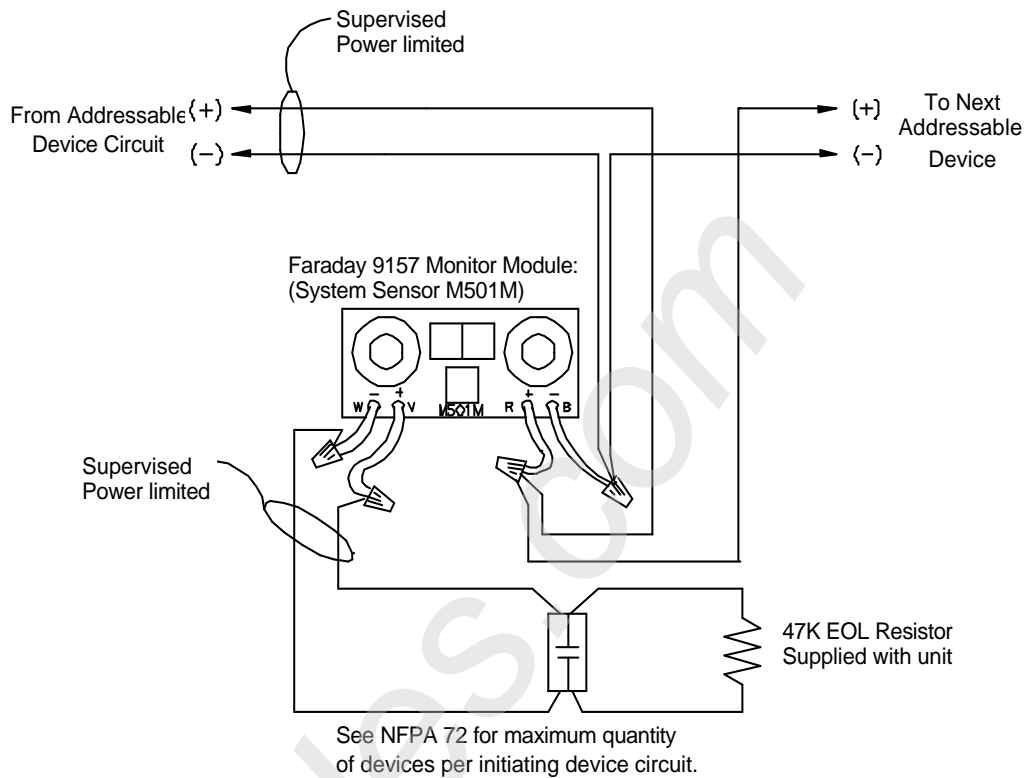 Supervised
Power limited
From Addressable
Device Circuit
(+)
(-)
(+)
(-)
To Next
Addressable
Device
Faraday 9157 Monitor Module:
(System Sensor M501M)
W - + V
M501M
R + - B
Supervised
Power limited
47K EOL Resistor
Supplied with unit
See NFPA 72 for maximum quantity
of devices per initiating device circuit.
les.com